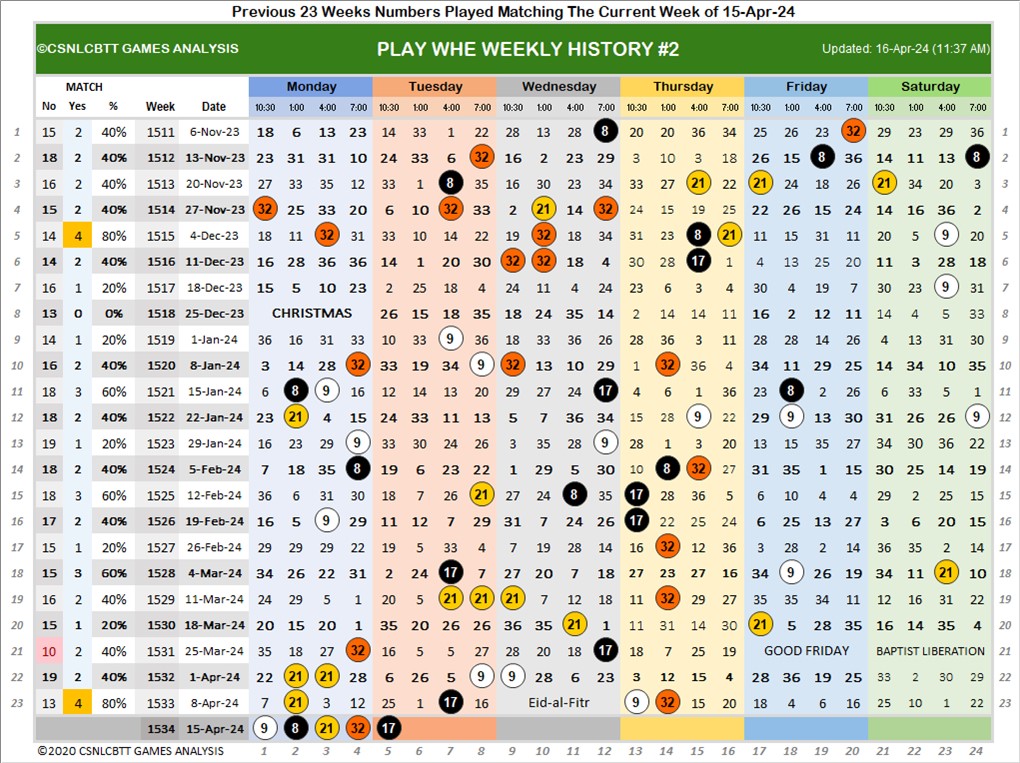 Previous 23 Weeks Numbers Played Matching The Current Week of 15-Apr-24
©CSNLCBTT GAMES ANALYSIS PLAY WHE WEEKLY HISTORY #2 Updated: 16-Apr-24 (11:37 AM)
MATCH Monday Tuesday Wednesday Thursday Friday Saturday
No Yes % Week Date 10:30 1:00 4:00 7:00 10:30 1:00 4:00 7:00 10:30 1:00 4:00 7:00 10:30 1:00 4:00 7:00 10:30 1:00 4:00 7:00 10:30 1:00 4:00 7:00
1 15 2 40% 1511 6-Nov-23 18 6 13 23 14 33 1 22 28 13 28 8 20 20 36 34 25 26 23 32 29 23 29 36 1
2 18 2 40% 1512 13-Nov-23 23 31 31 10 24 33 6 32 16 2 23 29 3 10 3 18 26 15 8 36 14 11 13 8 2
3 16 2 40% 1513 20-Nov-23 27 33 35 12 33 1 8 35 16 30 23 34 33 27 21 22 21 24 18 26 21 34 20 3 3
4 15 2 40% 1514 27-Nov-23 32 25 33 20 6 10 32 33 2 21 14 32 24 15 19 25 22 26 15 24 14 16 36 2 4
5 14 4 80% 1515 4-Dec-23 18 11 32 31 33 10 14 22 19 32 18 34 31 23 8 21 11 15 31 11 20 5 9 20 5
6 14 2 40% 1516 11-Dec-23 16 28 36 36 14 1 20 30 32 32 18 4 30 28 17 1 4 13 25 20 11 3 28 18 6
7 16 1 20% 1517 18-Dec-23 15 5 10 23 2 25 18 4 24 11 4 24 23 6 3 4 30 4 19 7 30 23 9 31 7
8 13 0 0% 1518 25-Dec-23 CHRISTMAS 26 15 18 35 18 24 35 14 2 14 14 11 16 2 12 11 14 4 5 33 8
9 14 1 20% 1519 1-Jan-24 36 16 31 33 10 33 9 36 18 33 36 26 28 36 3 11 28 28 14 26 4 13 31 30 9
10 16 2 40% 1520 8-Jan-24 3 14 28 32 33 19 34 9 32 13 10 29 1 32 36 4 34 11 29 25 14 34 10 35 10
11 18 3 60% 1521 15-Jan-24 6 8 9 16 12 14 13 20 29 27 24 17 4 6 1 36 23 8 2 26 6 33 5 1 11
12 18 2 40% 1522 22-Jan-24 23 21 4 15 24 33 11 13 5 7 36 34 15 28 9 22 29 9 13 30 31 26 26 9 12
13 19 1 20% 1523 29-Jan-24 16 23 29 9 33 30 24 26 3 35 28 9 28 1 3 20 13 15 35 27 34 30 36 22 13
14 18 2 40% 1524 5-Feb-24 7 18 35 8 19 6 23 22 1 29 5 30 10 8 32 27 31 35 1 15 30 25 14 19 14
15 18 3 60% 1525 12-Feb-24 36 6 31 30 18 7 26 21 27 24 8 35 17 28 36 5 6 10 4 4 29 2 25 15 15
16 17 2 40% 1526 19-Feb-24 16 5 9 29 11 12 7 29 31 7 24 26 17 22 25 24 6 25 13 27 3 6 20 15 16
17 15 1 20% 1527 26-Feb-24 29 29 29 22 19 5 33 4 7 19 28 14 16 32 12 36 3 28 2 14 36 35 2 14 17
18 15 3 60% 1528 4-Mar-24 34 26 22 31 2 24 17 7 27 20 7 18 27 23 27 16 34 9 26 19 34 11 21 10 18
19 16 2 40% 1529 11-Mar-24 24 29 5 1 20 5 21 21 21 7 12 18 11 32 29 27 35 35 34 11 12 16 31 22 19
20 15 1 20% 1530 18-Mar-24 20 15 20 1 35 20 26 26 36 35 21 1 11 31 14 30 21 5 28 35 16 14 35 4 20
21 10 2 40% 1531 25-Mar-24 35 18 27 32 16 5 5 27 28 20 18 17 18 7 25 19 GOOD FRIDAY BAPTIST LIBERATION 21
22 19 2 40% 1532 1-Apr-24 22 21 21 28 6 26 5 9 9 28 6 23 3 12 15 4 28 36 19 25 33 2 30 29 22
23 13 4 80% 1533 8-Apr-24 7 21 3 12 25 1 17 16 Eid-al-Fitr 9 32 15 20 18 4 6 16 25 10 1 22 23
1534 15-Apr-24 9 8 21 32 17
©2020 CSNLCBTT GAMES ANALYSIS 1 2 3 4 5 6 7 8 9 10 11 12 13 14 15 16 17 18 19 20 21 22 23 24